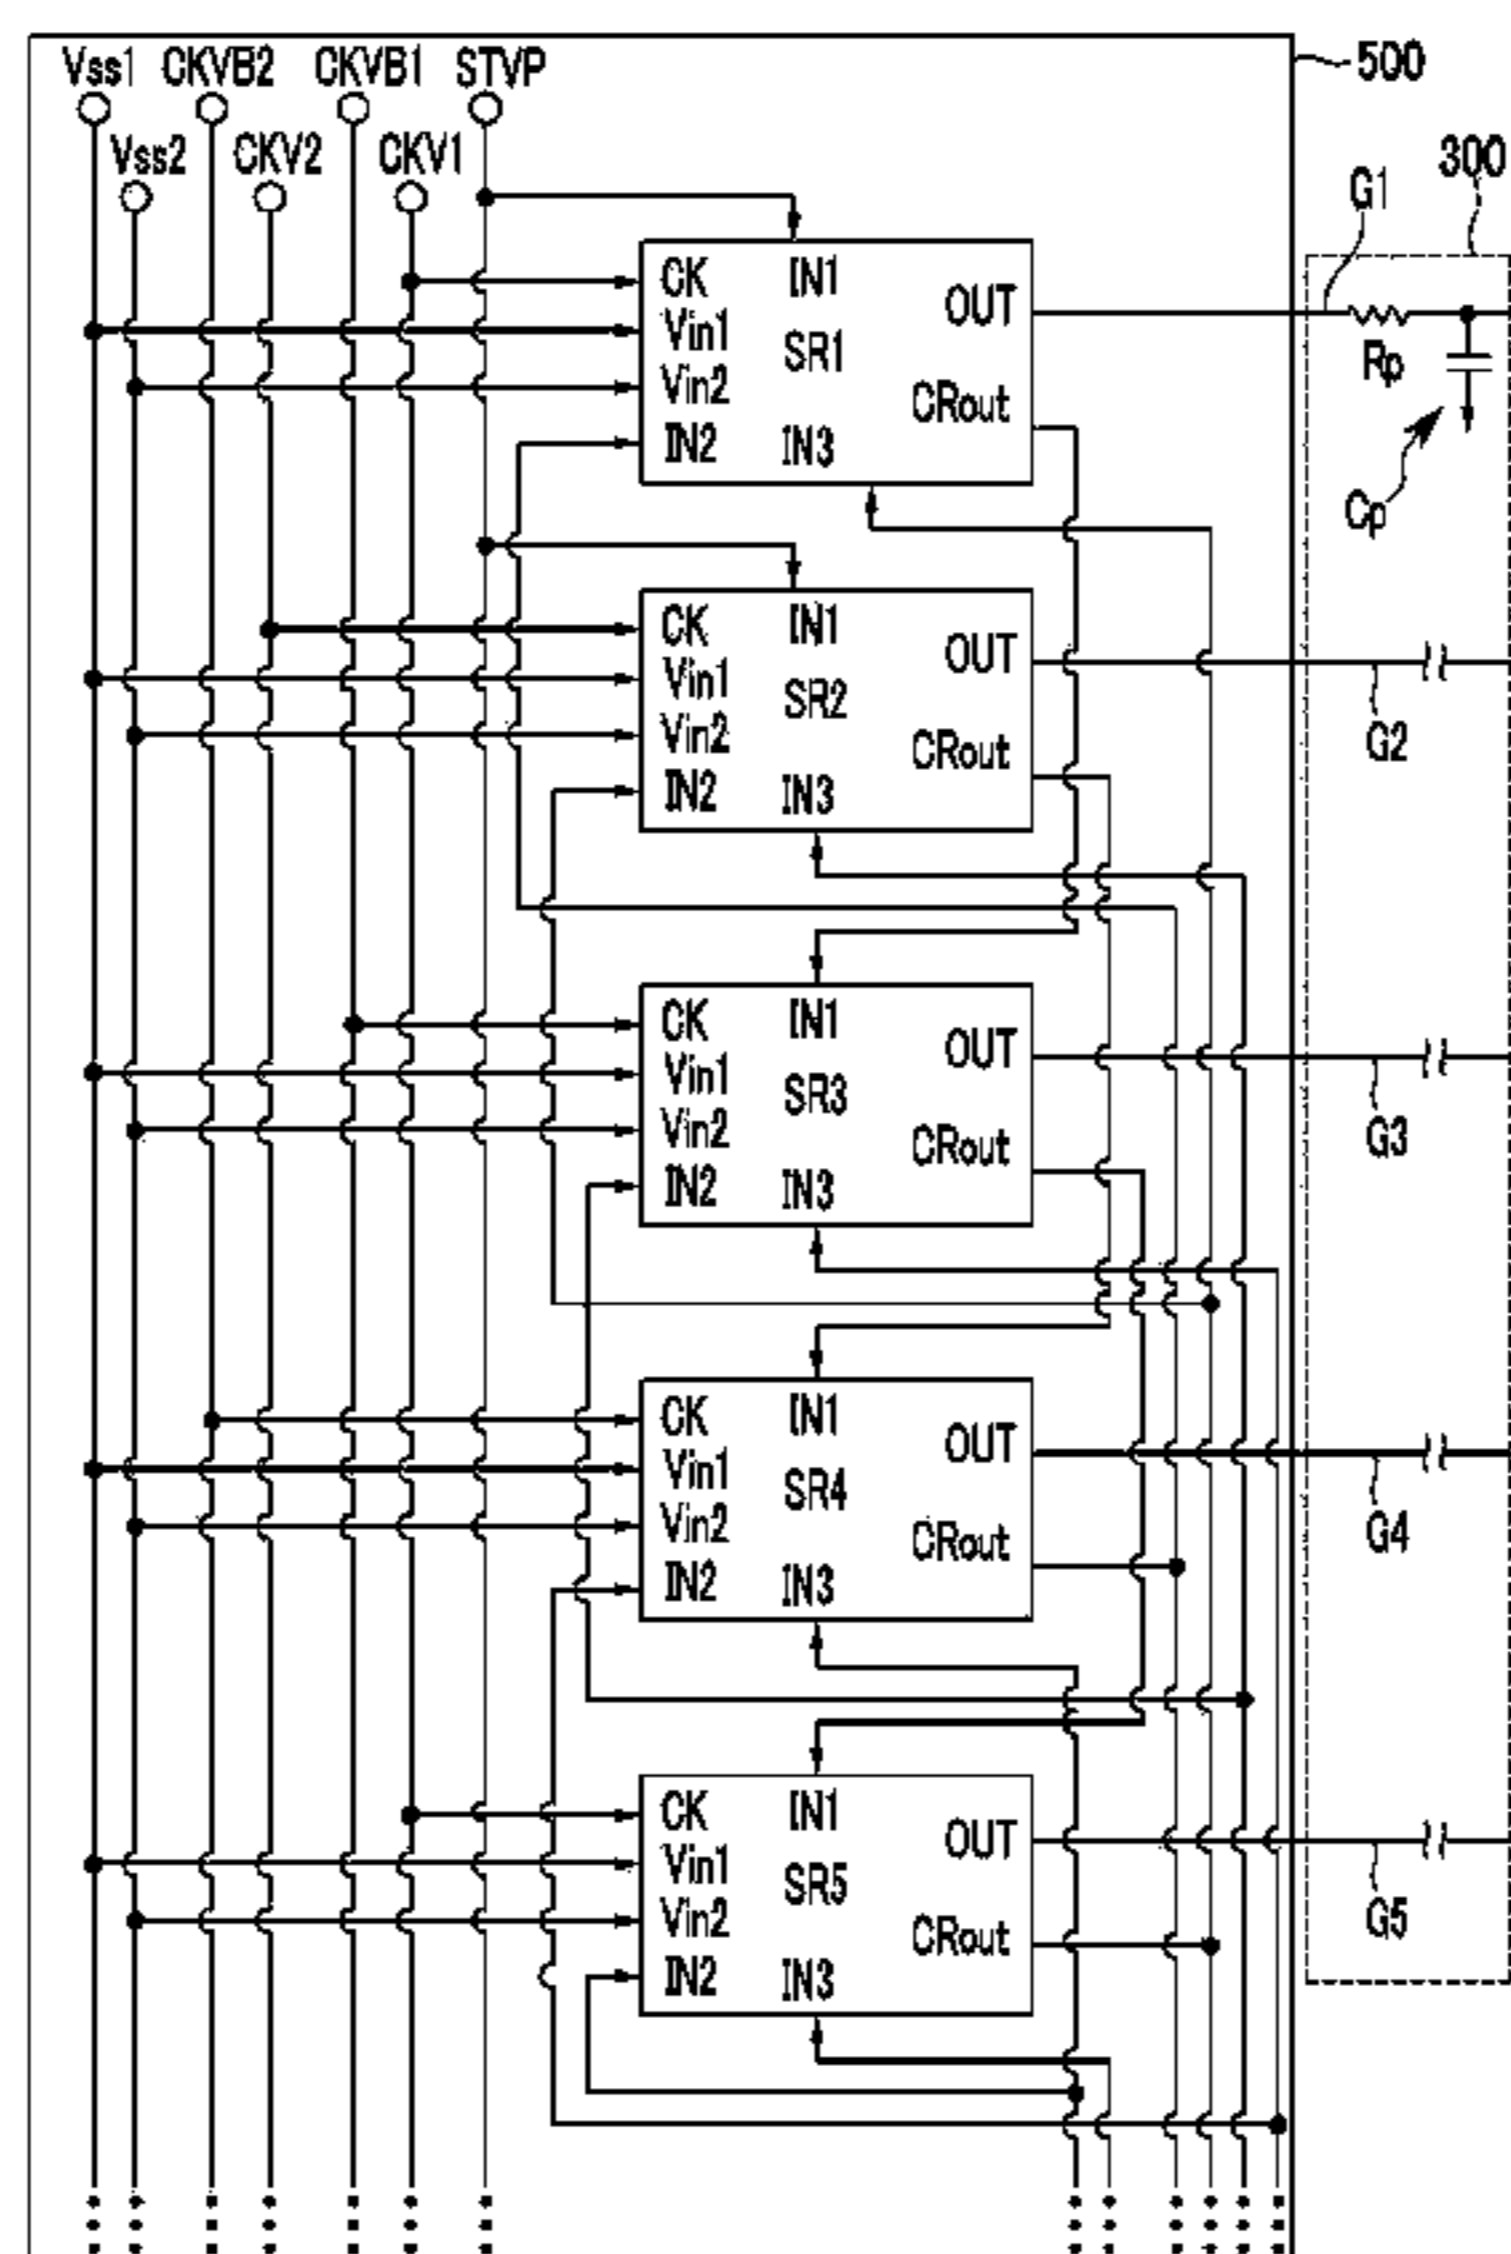 Vss1 CKVB2 CKVB1 STVP
500
Vss2 CKV2 CKV1
300
G1
CK IN1 OUT
Vin1 SR1
Vin2 CRout
IN2 IN3
Rp
Cp
CK IN1 OUT
Vin1 SR2
Vin2 CRout
IN2 IN3
G2
CK IN1 OUT
Vin1 SR3
Vin2 CRout
IN2 IN3
G3
CK IN1 OUT
Vin1 SR4
Vin2 CRout
IN2 IN3
G4
CK IN1 OUT
Vin1 SR5
Vin2 CRout
IN2 IN3
G5